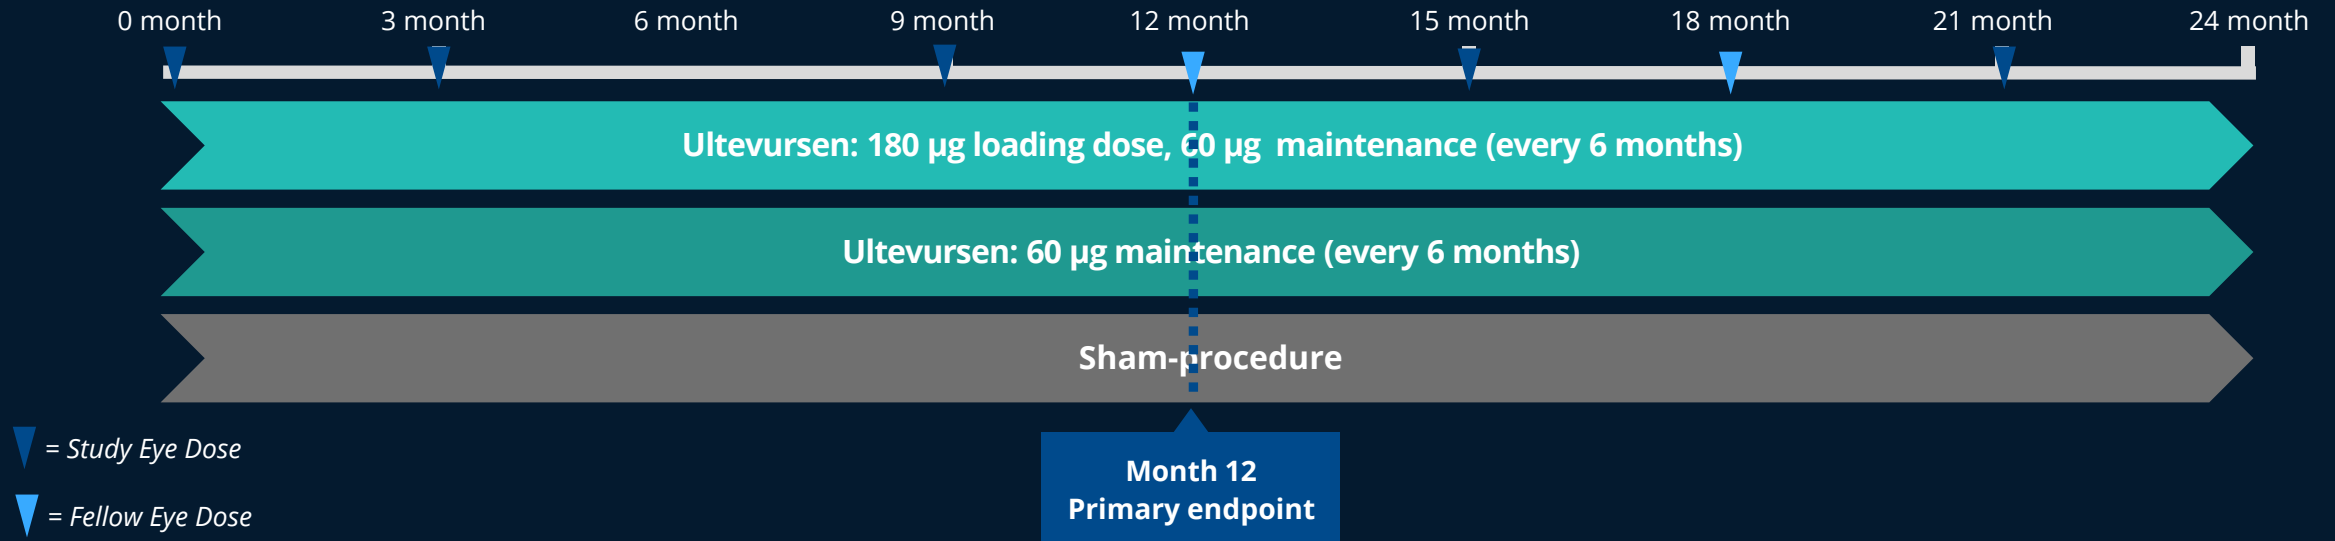 0 month 3 month 6 month 9 month 12 month 15 month 18 month 21 month 24 month
Ultevursen: 180 µg loading dose, 60 µg  maintenance (every 6 months)
Ultevursen: 60 µg maintenance (every 6 months)
Sham-procedure
= Study Eye Dose
= Fellow Eye Dose
Month 12
Primary endpoint